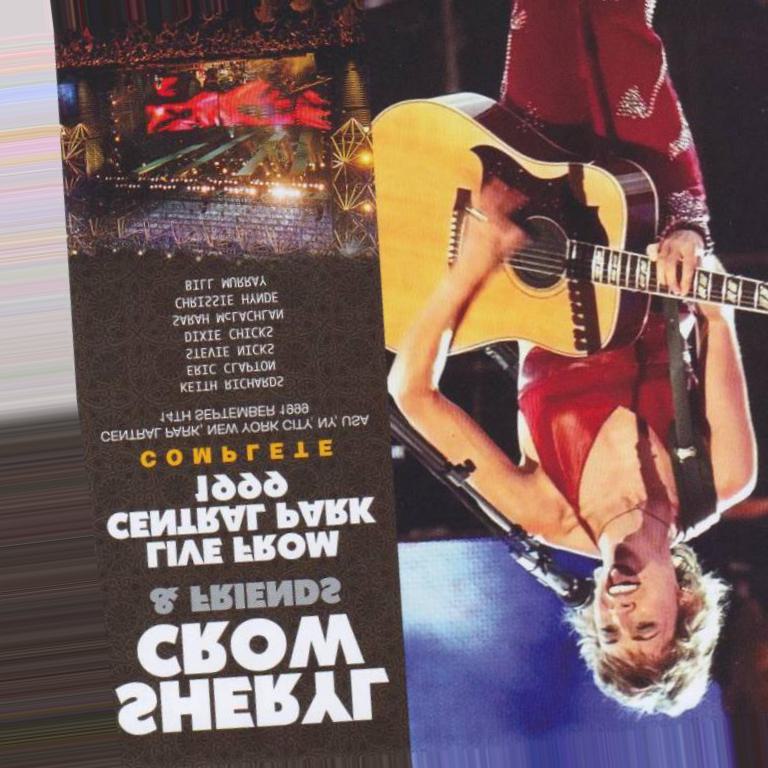 SHERYL
CROW
& FRIENDS
LIVE FROM
CENTRAL PARK
1999
COMPLETE
CENTRAL PARK, NEW YORK CITY, NY, USA
14TH SEPTEMBER 1999
KEITH RICHARDS
ERIC CLAPTON
STEVIE NICKS
DIXIE CHICKS
SARAH McLACHLAN
CHRISSIE HYNDE
BILL MURRAY